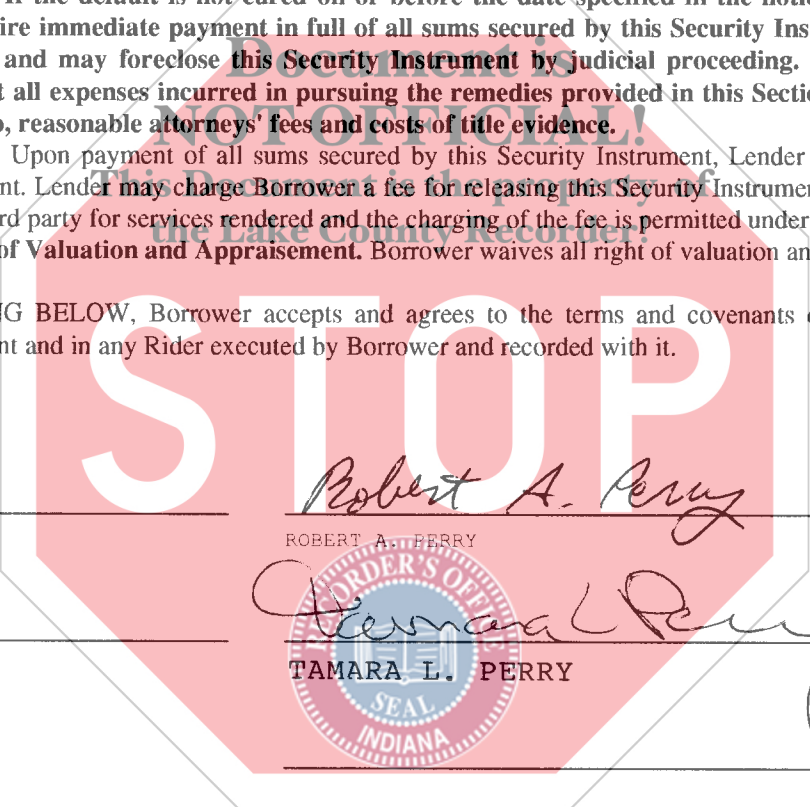 If the default is not cured on or before the date specified in the noti
ire immediate payment in full of all sums secured by this Security Ins
and may foreclose this Security Instrument by judicial proceeding.
t all expenses incurred in pursuing the remedies provided in this Secti
o, reasonable attorneys' fees and costs of title evidence.
Document is
NOT OFFICIAL!
This Document is the property of
the Lake County Recorder!
Upon payment of all sums secured by this Security Instrument, Lender
nt. Lender may charge Borrower a fee for releasing this Security Instrumen
rd party for services rendered and the charging of the fee is permitted under
of Valuation and Appraisement. Borrower waives all right of valuation an
NG BELOW, Borrower accepts and agrees to the terms and covenants
nt and in any Rider executed by Borrower and recorded with it.
STOP
Robert A. Perry
ROBERT A. PERRY
Tamara L Perry
TAMARA L. PERRY
RECORDER'S OFFICE
SEAL
INDIANA